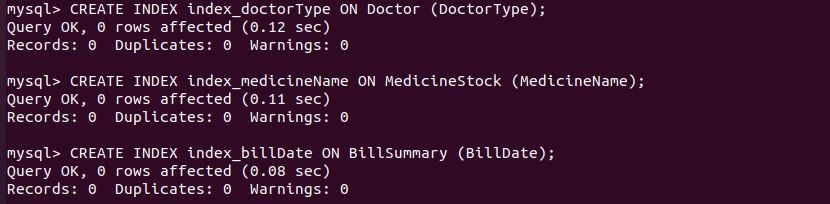 mysql> CREATE INDEX index_doctorType ON Doctor (DoctorType);
Query OK, 0 rows affected (0.12 sec)
Records: 0  Duplicates: 0  Warnings: 0

mysql> CREATE INDEX index_medicineName ON MedicineStock (MedicineName);
Query OK, 0 rows affected (0.11 sec)
Records: 0  Duplicates: 0  Warnings: 0

mysql> CREATE INDEX index_billDate ON BillSummary (BillDate);
Query OK, 0 rows affected (0.08 sec)
Records: 0  Duplicates: 0  Warnings: 0